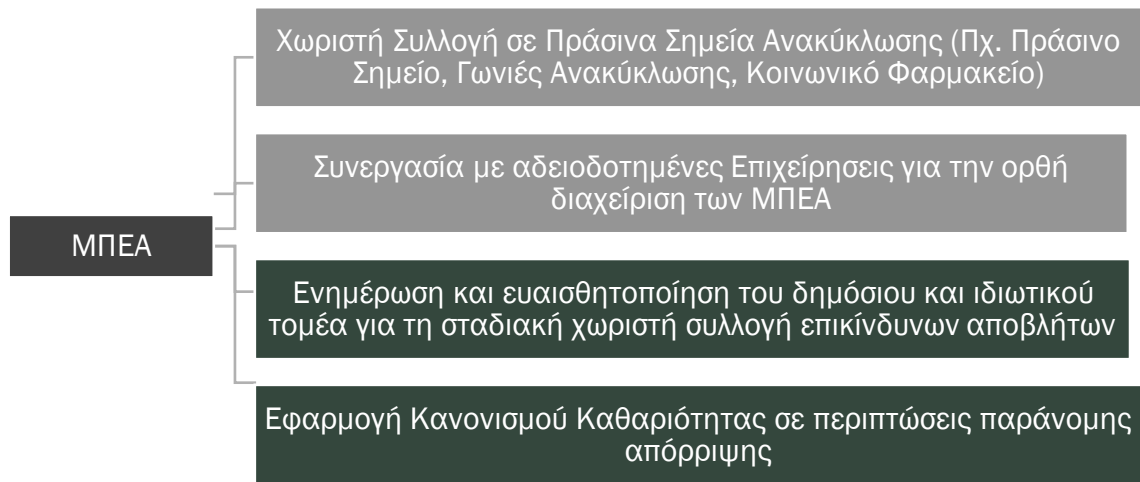 Χωριστή Συλλογή σε Πράσινα Σημεία Ανακύκλωσης (Πχ. Πράσινο
Σημείο, Γωνιές Ανακύκλωσης, Κοινωνικό Φαρμακείο)
Συνεργασία με αδειοδοτημένες Επιχείρησεις για την ορθή
διαχείριση των ΜΠΕΑ
ΜΠΕΑ
Ενημέρωση και ευαισθητοποίηση του δημόσιου και ιδιωτικού
τομέα για τη σταδιακή χωριστή συλλογή επικίνδυνων αποβλήτων
Εφαρμογή Κανονισμού Καθαριότητας σε περιπτώσεις παράνομης
απόρριψης